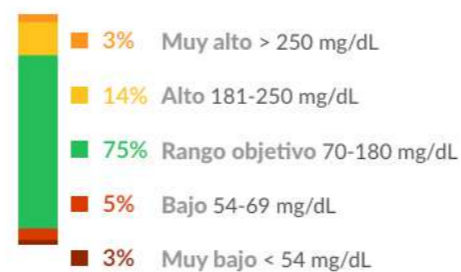 3% Muy alto > 250 mg/dL
14% Alto 181-250 mg/dL
75% Rango objetivo 70-180 mg/dL
5% Bajo 54-69 mg/dL
3% Muy bajo < 54 mg/dL